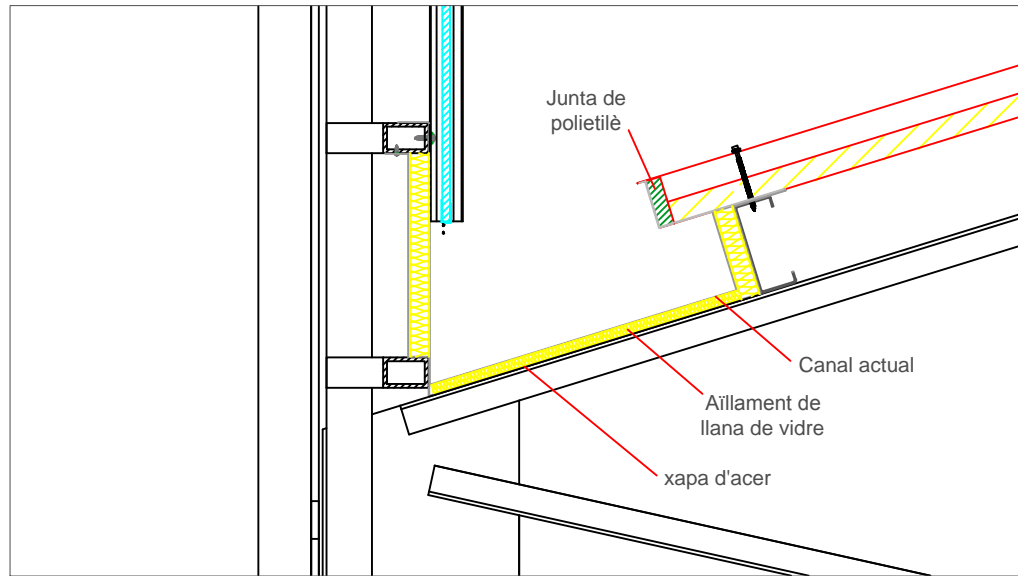 Junta de
polietilè
Canal actual
Aïllament de
llana de vidre
xapa d'acer